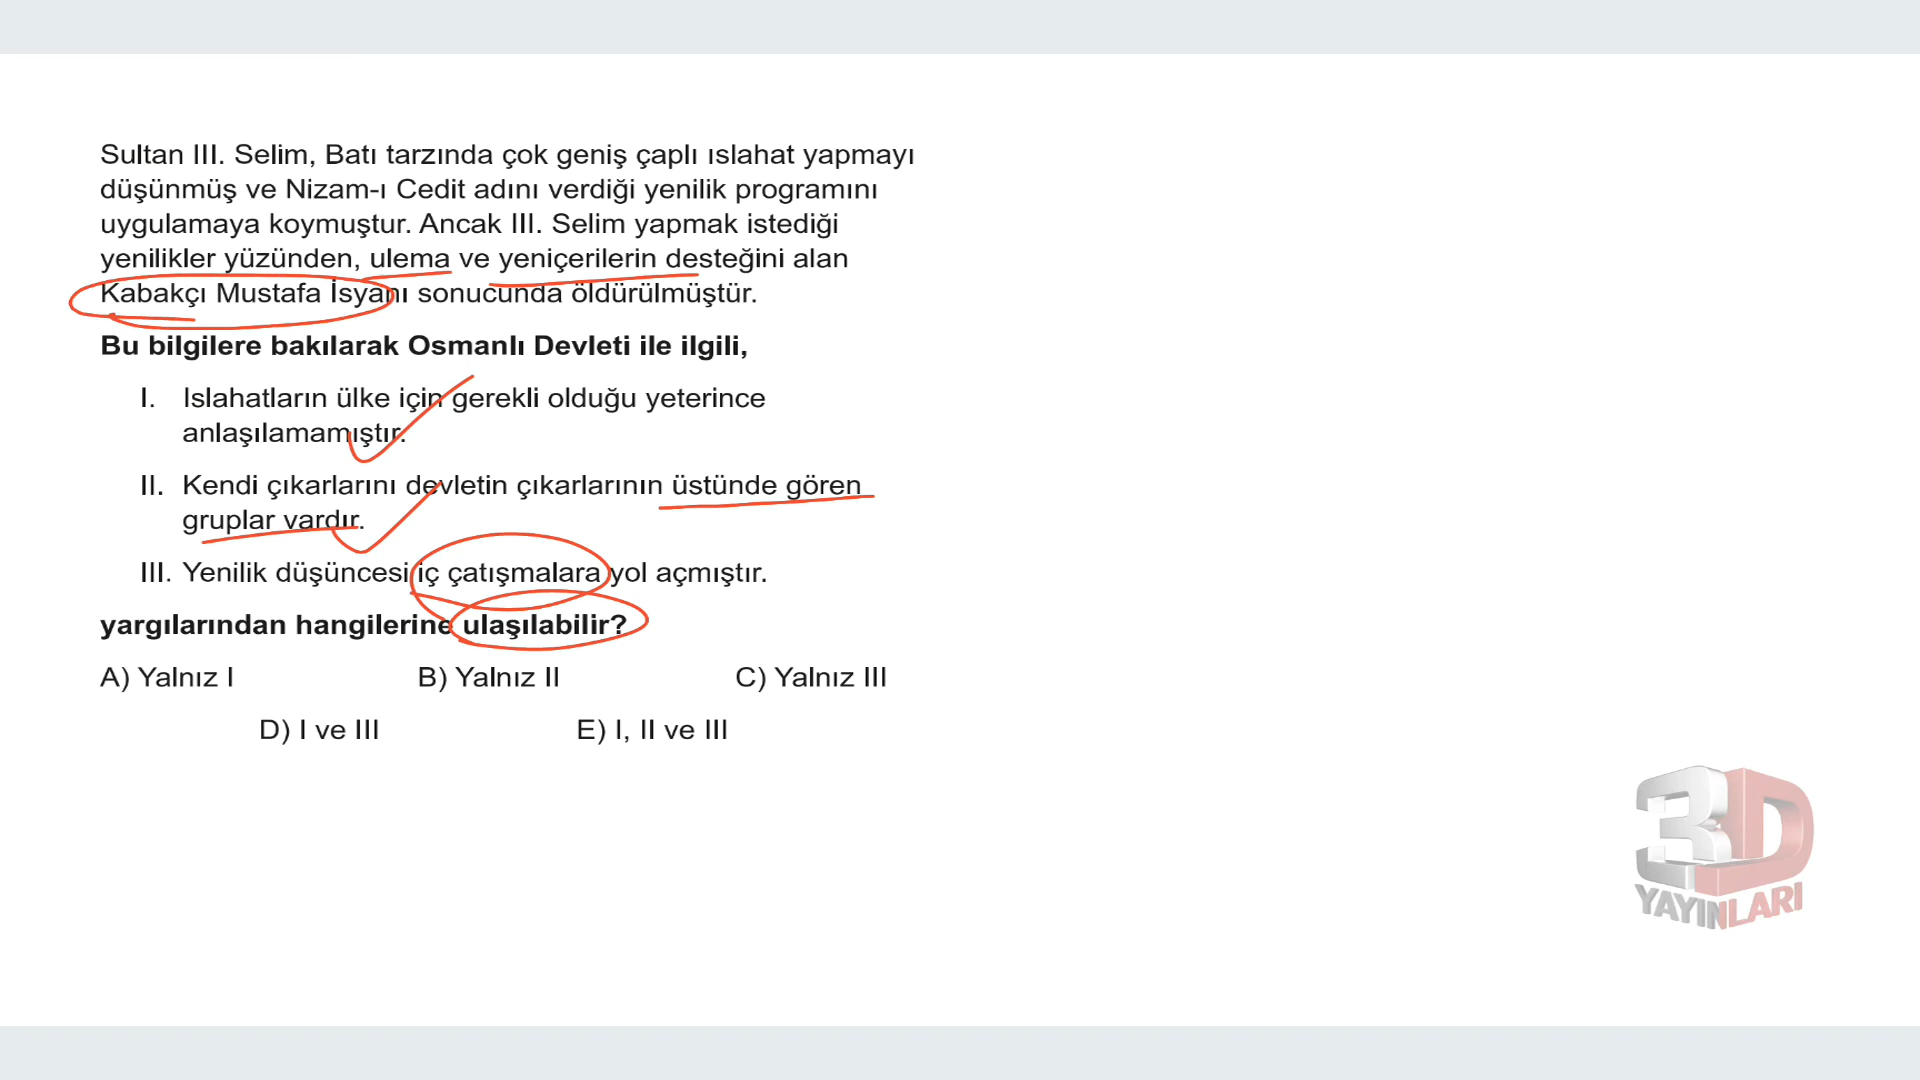 Sultan III. Selim, Batı tarzında çok geniş çaplı ıslahat yapmayı
düşünmüş ve Nizam-ı Cedit adını verdiği yenilik programını
uygulamaya koymuştur. Ancak III. Selim yapmak istediği
yenilikler yüzünden, ulema ve yeniçerilerin desteğini alan
Kabakçı Mustafa İsyanı sonucunda öldürülmüştür.
Bu bilgilere bakılarak Osmanlı Devleti ile ilgili,
I. Islahatların ülke için gerekli olduğu yeterince
anlaşılamamıştır.
II. Kendi çıkarlarını devletin çıkarlarının üstünde gören
gruplar vardır.
III. Yenilik düşüncesi iç çatışmalara yol açmıştır.
yargılarından hangilerine ulaşılabilir?
A) Yalnız I B) Yalnız II C) Yalnız III
D) I ve III E) I, II ve III
3D
YAYINLARI